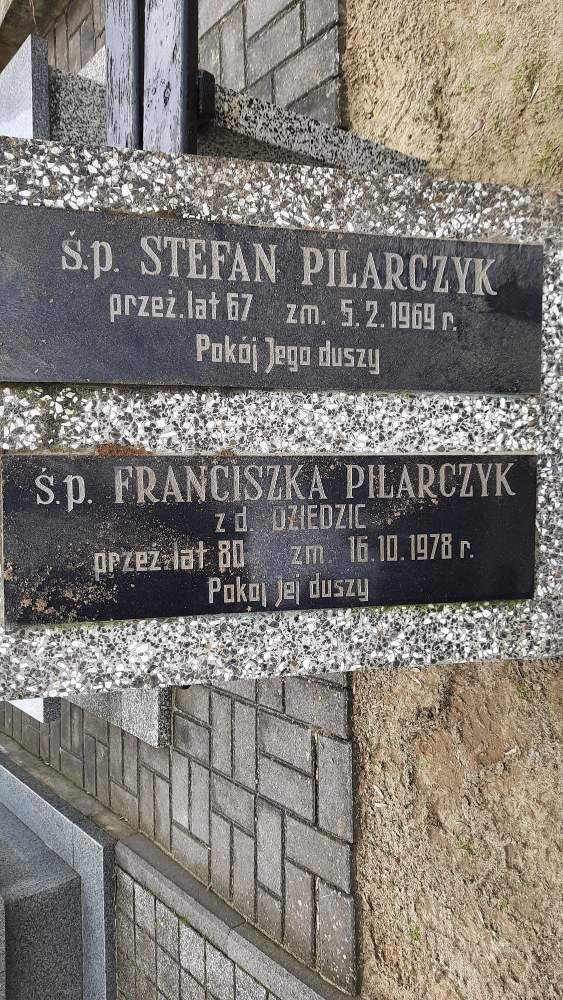 Ś.P. STEFAN PILARCZYK
przeż. lat 67 zm. 5.2.1969 r.
Pokój Jego duszy
Ś.P. FRANCISZKA PILARCZYK
z d. DZIEDZIC
przeż. lat 80 zm. 16.10.1978 r.
Pokój Jej duszy